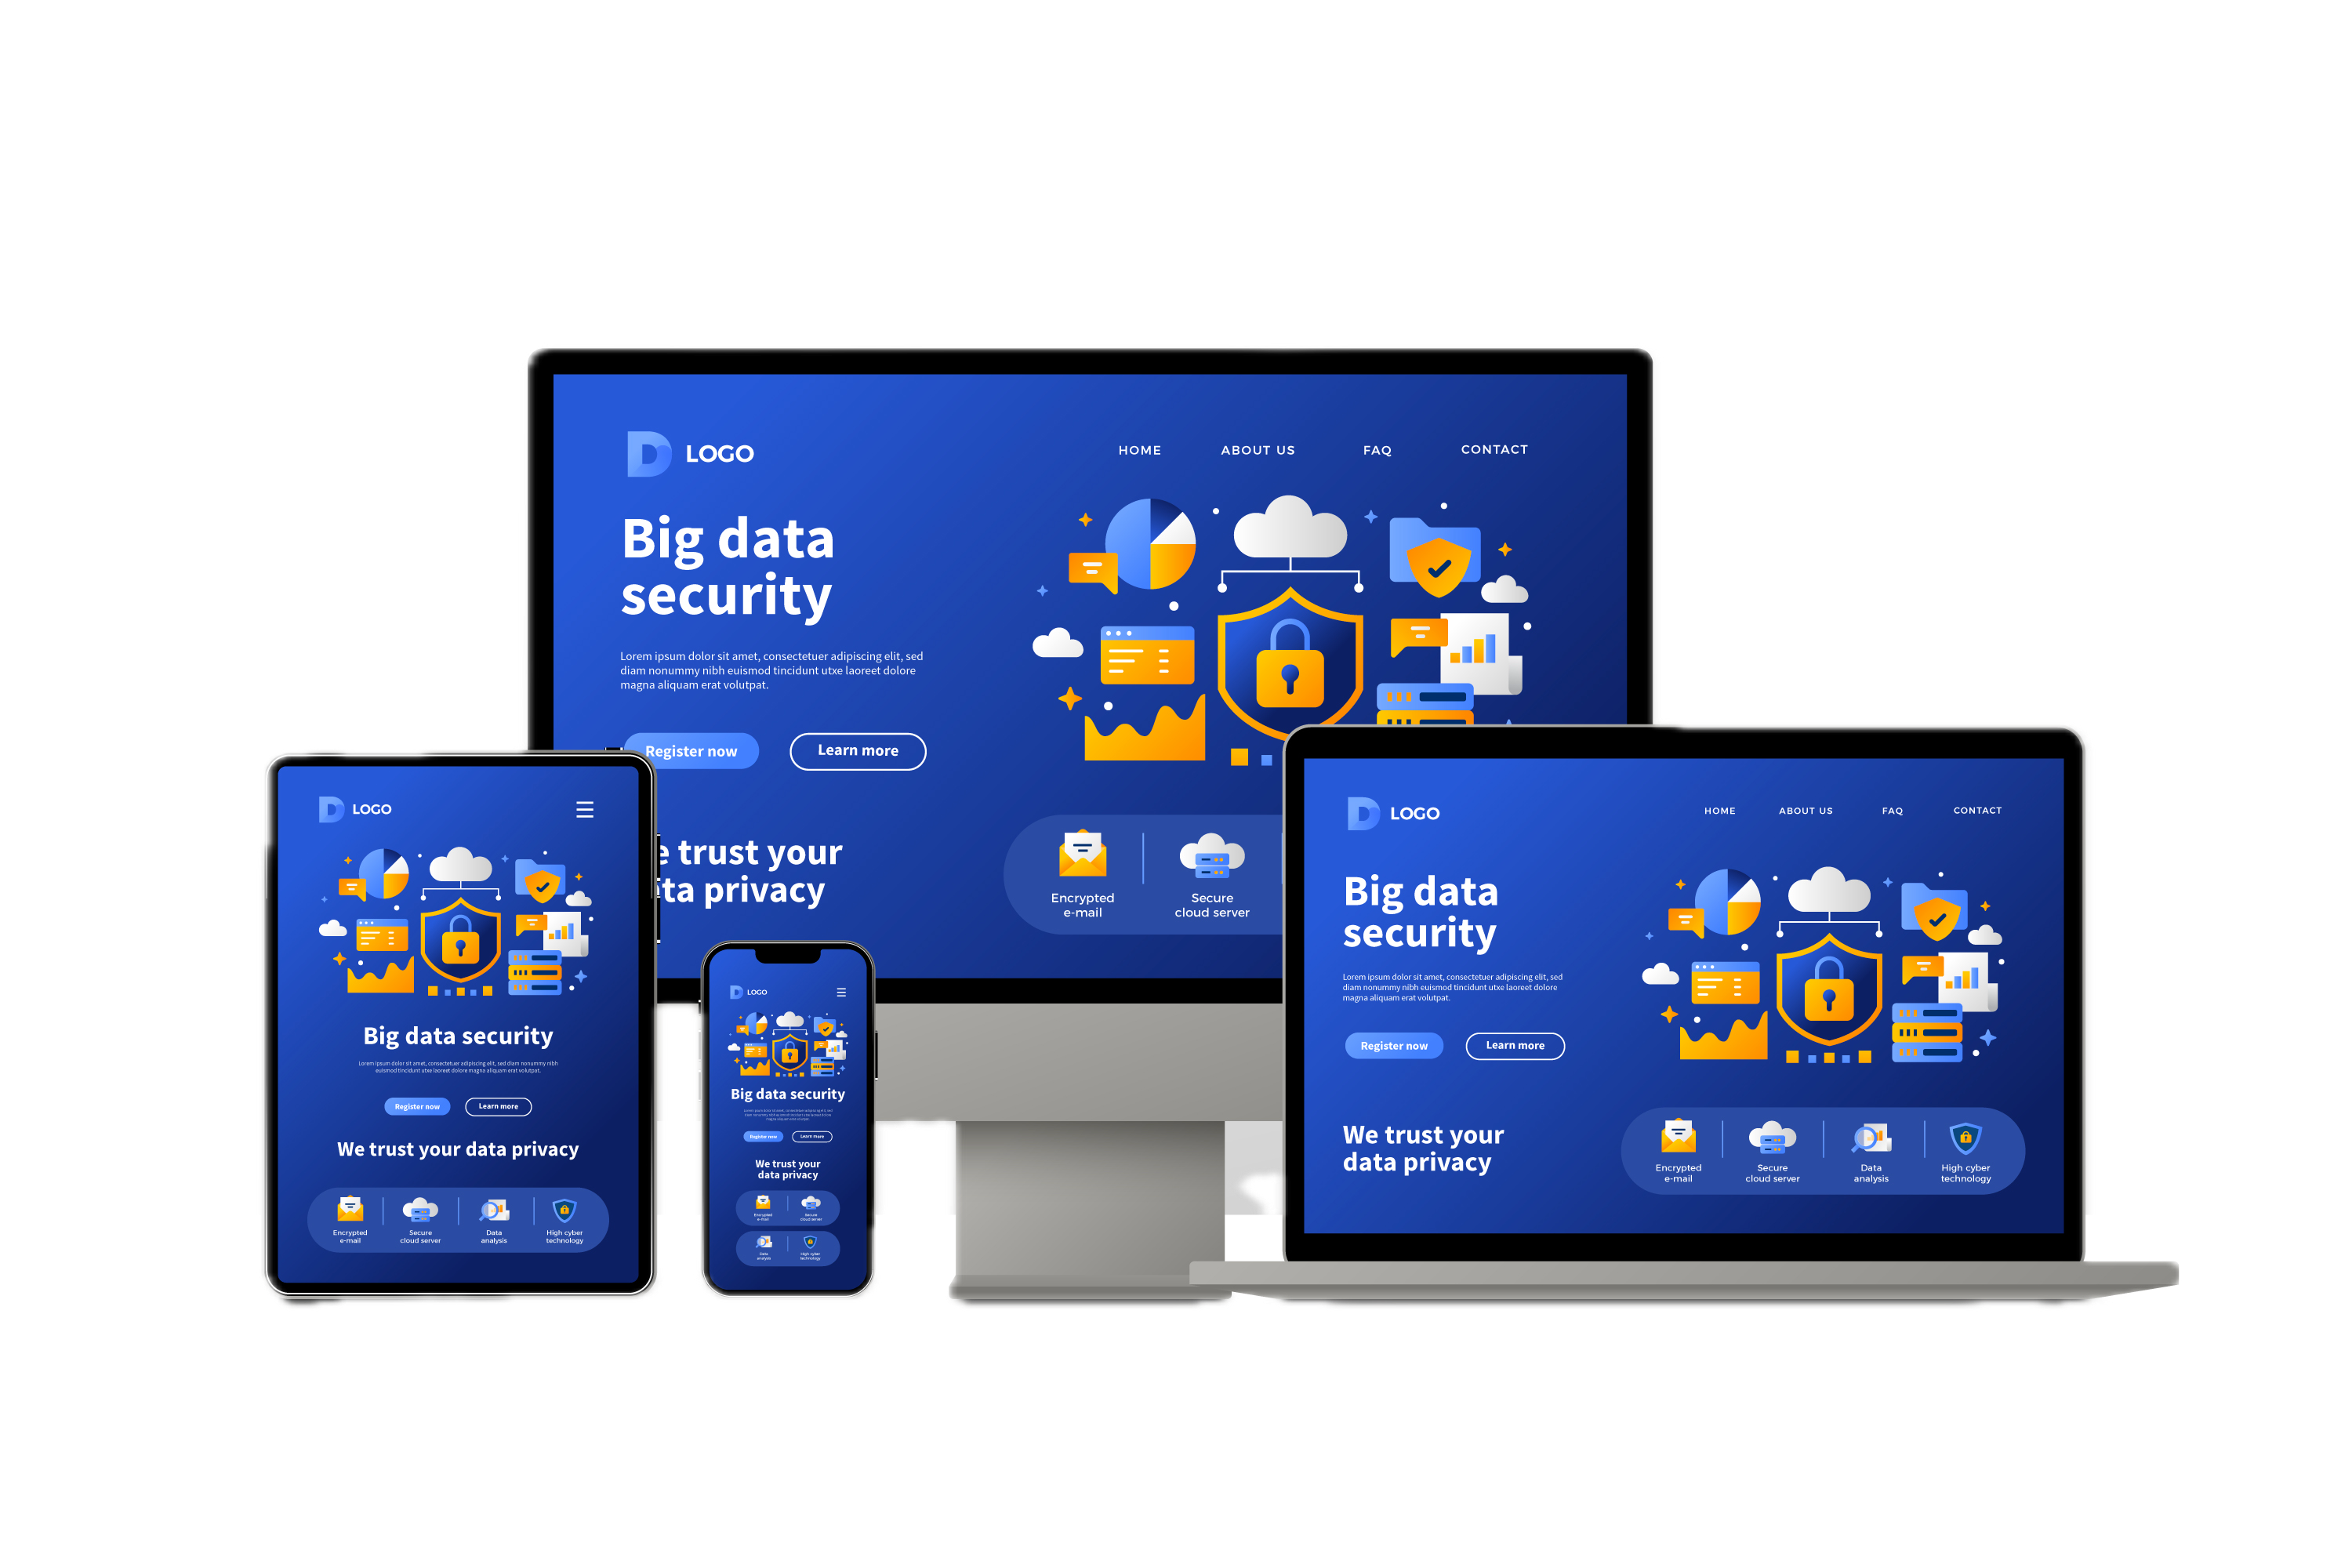 LOGO
HOME ABOUT US FAQ CONTACT
Big data
security
Lorem ipsum dolor sit amet, consectetuer adipiscing elit, sed
diam nonummy nibh euismod tincidunt utxe laoreet dolore
magna aliquam erat volutpat.
Register now Learn more
e trust your
ta privacy
Encrypted
e-mail
Secure
cloud server
LOGO
Big data security
Lorem ipsum dolor sit amet, consectetuer adipiscing elit, sed diam nonummy nibh
euismod tincidunt utxe laoreet dolore magna aliquam erat volutpat.
Register now Learn more
We trust your data privacy
Encrypted
e-mail
Secure
cloud server
Data
analysis
High cyber
technology
LOGO
Big data security
Register now Learn more
We trust your
data privacy
Encrypted
e-mail
Secure
cloud server
Data
analysis
High cyber
technology
LOGO
HOME ABOUT US FAQ CONTACT
Big data
security
Lorem ipsum dolor sit amet, consectetuer adipiscing elit, sed
diam nonummy nibh euismod tincidunt utxe laoreet dolore
magna aliquam erat volutpat.
Register now Learn more
We trust your
data privacy
Encrypted
e-mail
Secure
cloud server
Data
analysis
High cyber
technology